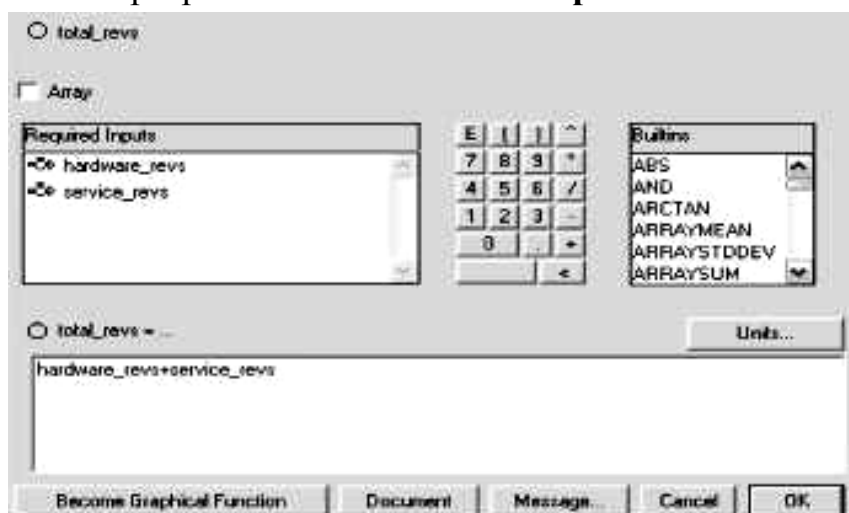 total_revs
Array
Required Inputs
hardware_revs
service_revs
E ( ) ^
7 8 9 *
4 5 6 /
1 2 3 -
0 . +
Builtins
ABS
AND
ARCTAN
ARRAYMEAN
ARRAYSTDDEV
ARRAYSUM
total_revs = ...
Units...
hardware_revs+service_revs
Become Graphical Function
Document
Message...
Cancel
OK